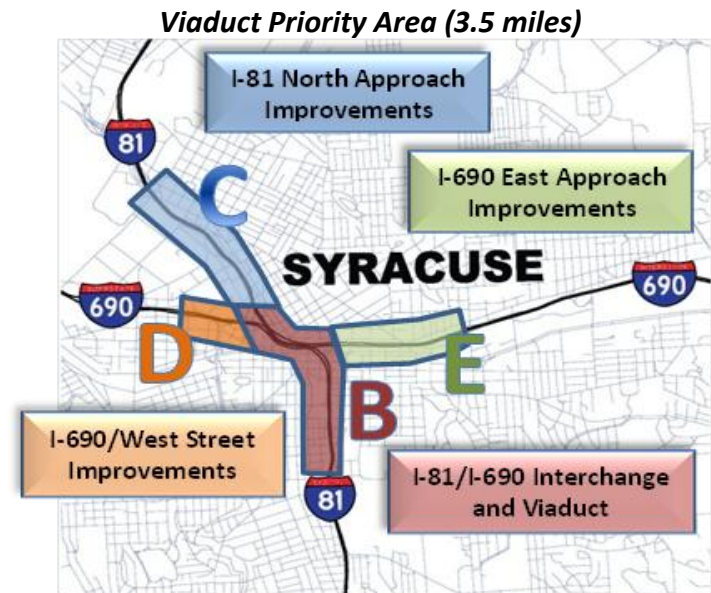 Viaduct Priority Area (3.5 miles)
I-81 North Approach
Improvements
81
I-690 East Approach
Improvements
C
SYRACUSE
690
690
D
E
B
I-690/West Street
Improvements
81
I-81/I-690 Interchange
and Viaduct